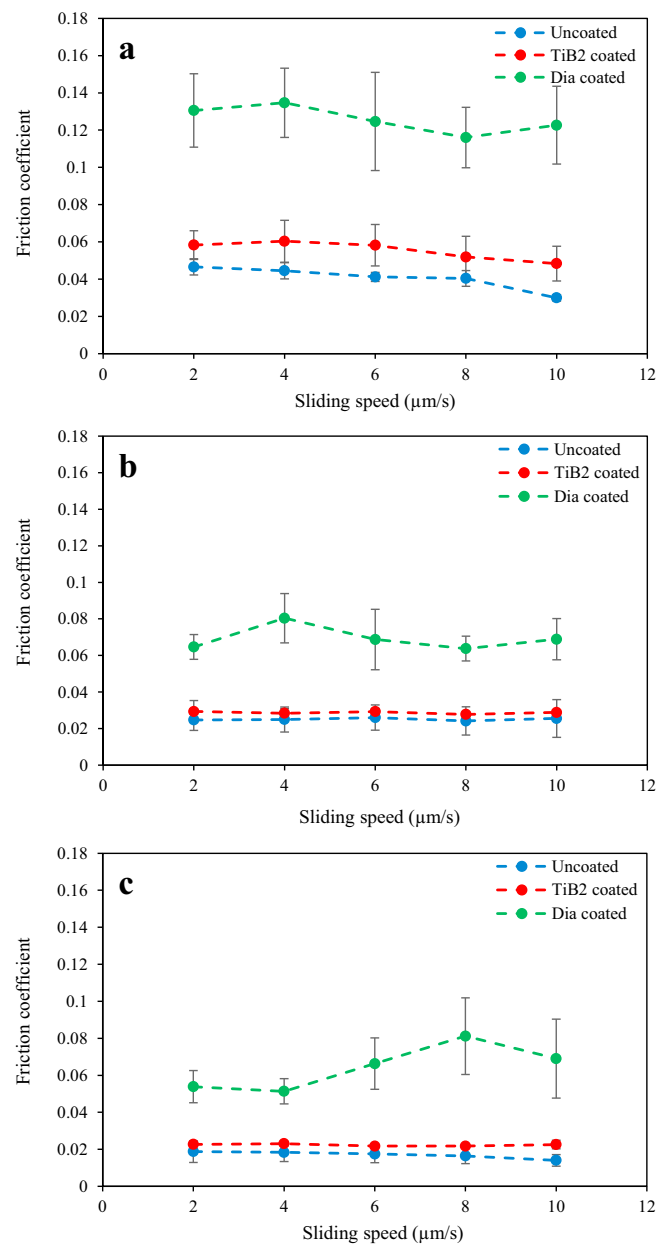 a
Uncoated
TiB2 coated
Dia coated
0.18
0.16
0.14
0.12
0.1
0.08
0.06
0.04
0.02
0
Friction coefficient
0 2 4 6 8 10 12
Sliding speed (µm/s)
b
Uncoated
TiB2 coated
Dia coated
0.18
0.16
0.14
0.12
0.1
0.08
0.06
0.04
0.02
0
Friction coefficient
0 2 4 6 8 10 12
Sliding speed (µm/s)
c
Uncoated
TiB2 coated
Dia coated
0.18
0.16
0.14
0.12
0.1
0.08
0.06
0.04
0.02
0
Friction coefficient
0 2 4 6 8 10 12
Sliding speed (µm/s)